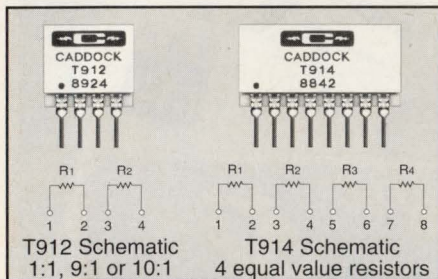 CADDOCK
T912
8924
CADDOCK
T914
8842
R1 R2
1 2 3 4
T912 Schematic
1:1, 9:1 or 10:1
R1 R2 R3 R4
1 2 3 4 5 6 7 8
T914 Schematic
4 equal value resistors